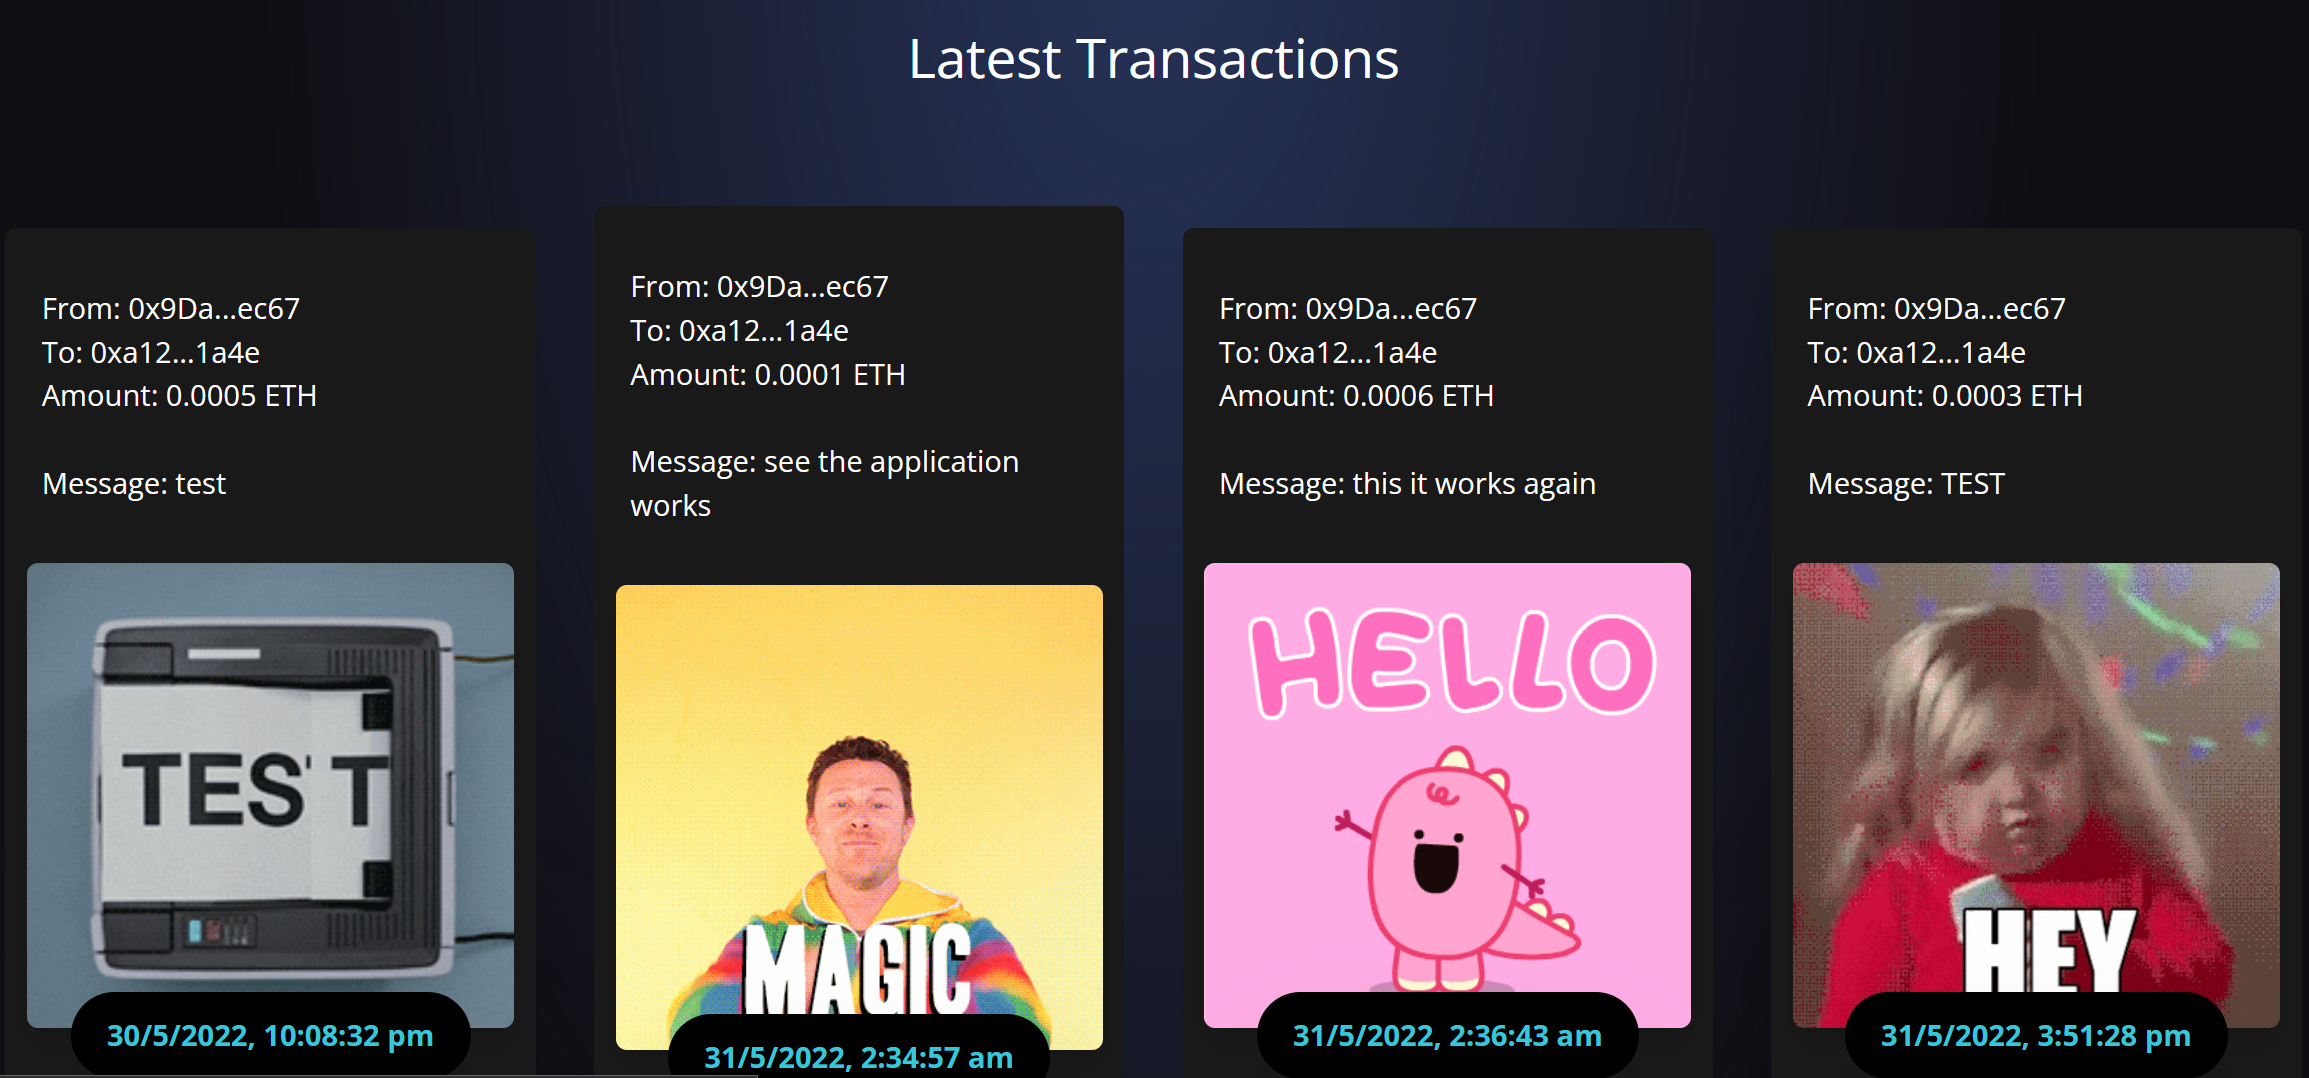 Latest Transactions
From: 0x9Da...ec67
To: 0xa12...1a4e
Amount: 0.0005 ETH
Message: test
TEST
30/5/2022, 10:08:32 pm
From: 0x9Da...ec67
To: 0xa12...1a4e
Amount: 0.0001 ETH
Message: see the application
works
MAGIC
31/5/2022, 2:34:57 am
From: 0x9Da...ec67
To: 0xa12...1a4e
Amount: 0.0006 ETH
Message: this it works again
HELLO
31/5/2022, 2:36:43 am
From: 0x9Da...ec67
To: 0xa12...1a4e
Amount: 0.0003 ETH
Message: TEST
HEY
31/5/2022, 3:51:28 pm